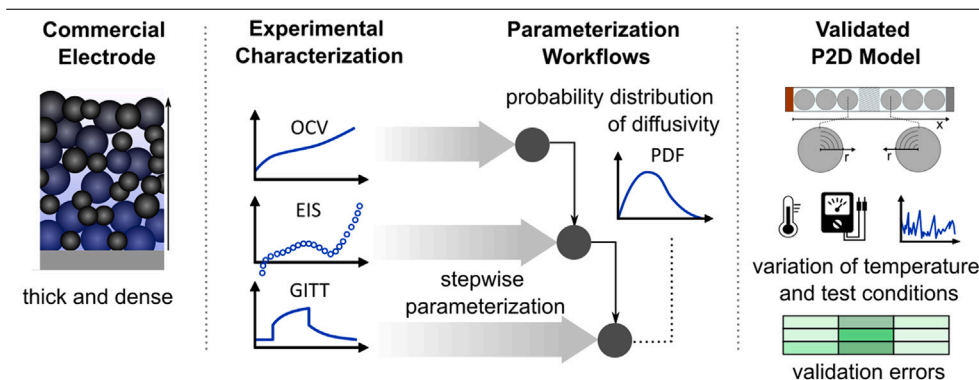 Commercial
Electrode
thick and dense
Experimental
Characterization
OCV
EIS
GITT
Parameterization
Workflows
probability distribution
of diffusivity
PDF
stepwise
parameterization
Validated
P2D Model
x
r
r
variation of temperature
and test conditions
validation errors